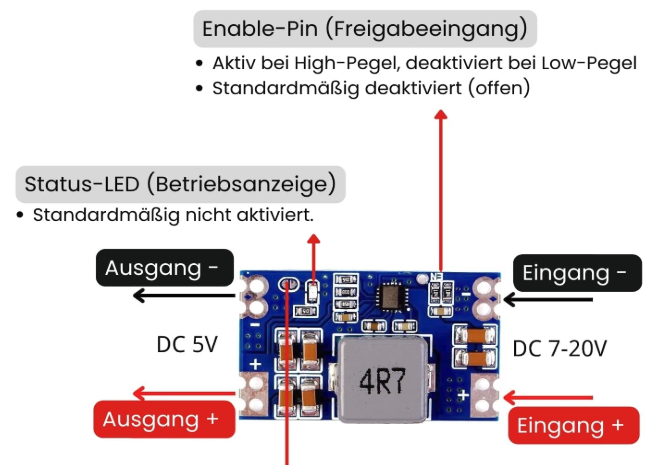 Enable-Pin (Freigabeeingang)
• Aktiv bei High-Pegel, deaktiviert bei Low-Pegel
• Standardmäßig deaktiviert (offen)
Status-LED (Betriebsanzeige)
• Standardmäßig nicht aktiviert.
Ausgang -
Eingang -
EN
-
-
DC 5V
DC 7-20V
+
4R7
+
Ausgang +
Eingang +